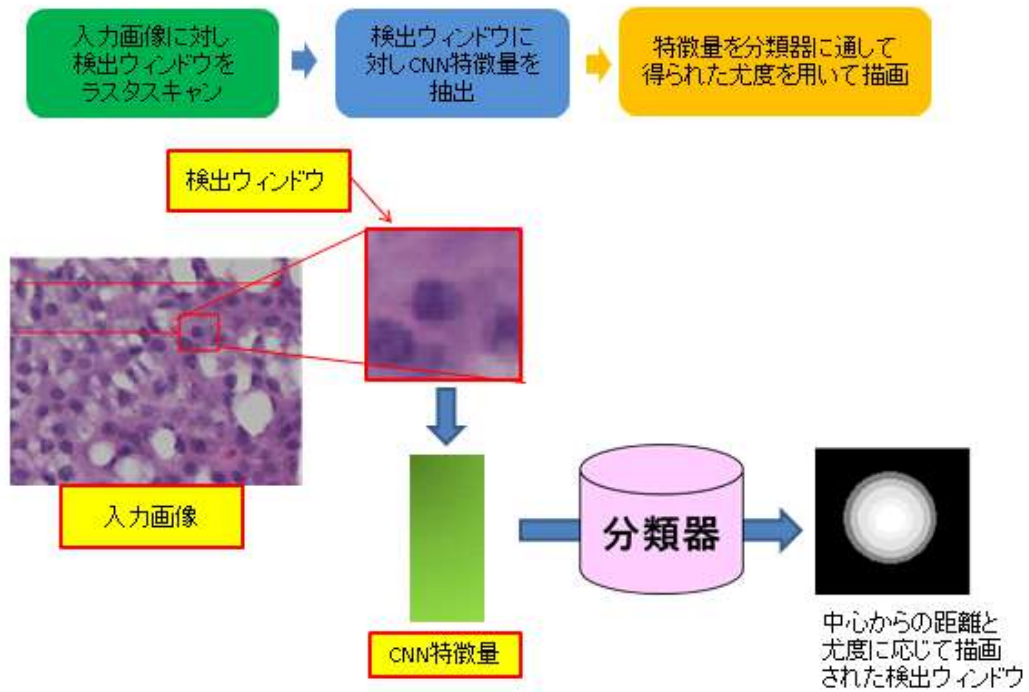 入力画像に対し
検出ウィンドウを
ラスタスキャン
検出ウィンドウに
対しCNN特徴量を
抽出
特徴量を分類器に通して
得られた尤度を用いて描画
検出ウィンドウ
入力画像
分類器
CNN特徴量
中心からの距離と
尤度に応じて描画
された検出ウィンドウ